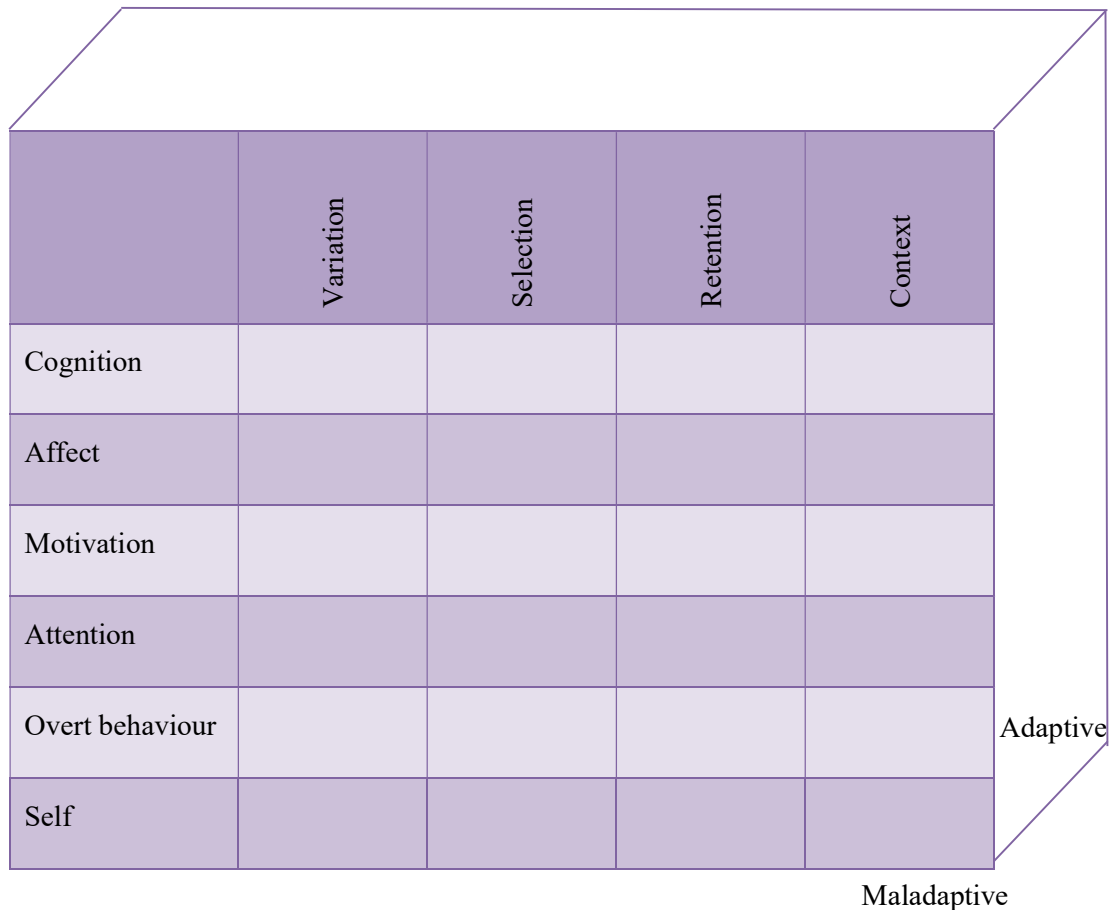 Variation
Selection
Retention
Context
Cognition
Affect
Motivation
Attention
Overt behaviour
Adaptive
Self
Maladaptive